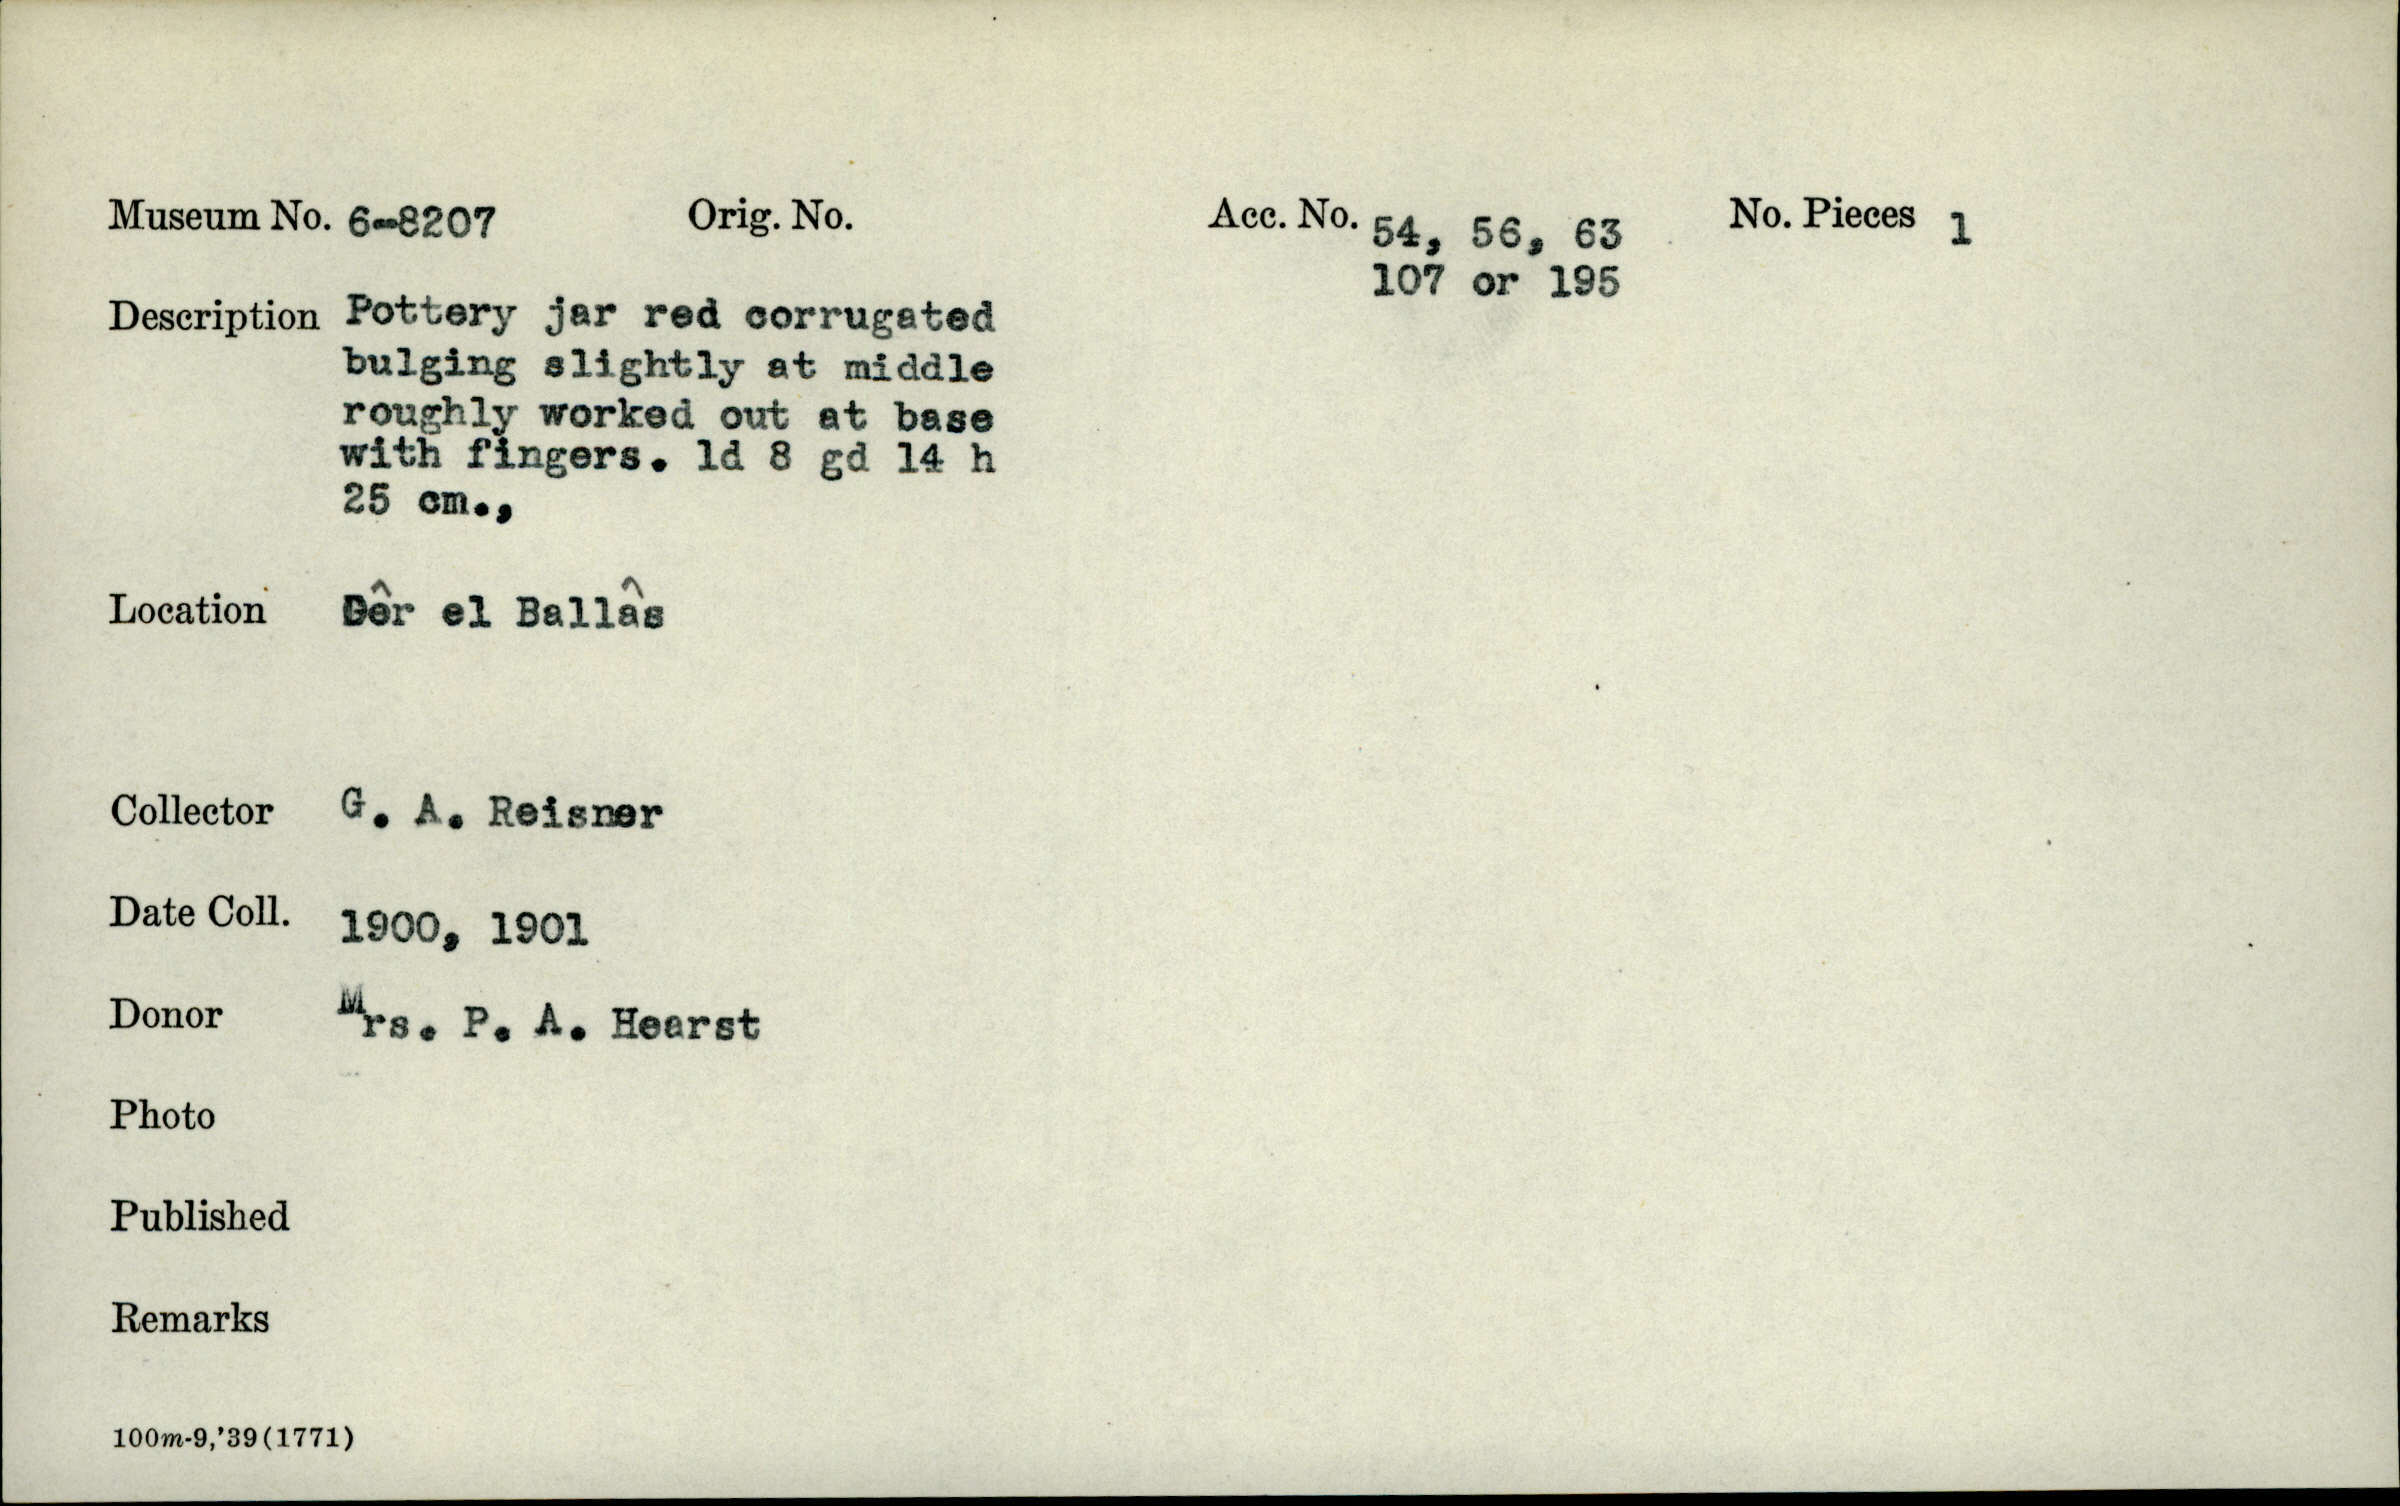 Museum No. 6-8207 Orig. No. Acc. No. 54, 56, 63 No. Pieces 1
107 or 195
Description Pottery jar red corrugated
bulging slightly at middle
roughly worked out at base
with fingers. ld 8 gd 14 h
25 cm.,
Location Dêr el Ballâs
Collector G. A. Reisner
Date Coll. 1900, 1901
Donor Mrs. P. A. Hearst
Photo
Published
Remarks
100m-9,'39(1771)